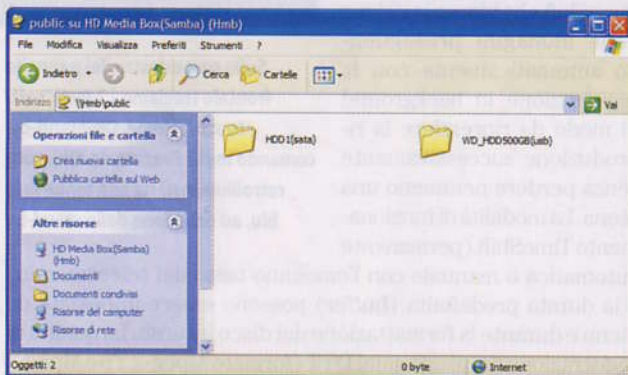 public su HD Media Box(Samba) (Hmb)
File Modifica Visualizza Preferiti Strumenti ?
Indietro Cerca Cartelle
Indirizzo \\Hmb\public Vai
Operazioni file e cartella
Crea nuova cartella
Pubblica cartella sul Web
HDD1(sata) WD_HDD500GB(usb)
Altre risorse
HD Media Box(Samba)
(Hmb)
Documenti
Documenti condivisi
Risorse del computer
Risorse di rete
Oggetti: 2 0 byte Internet